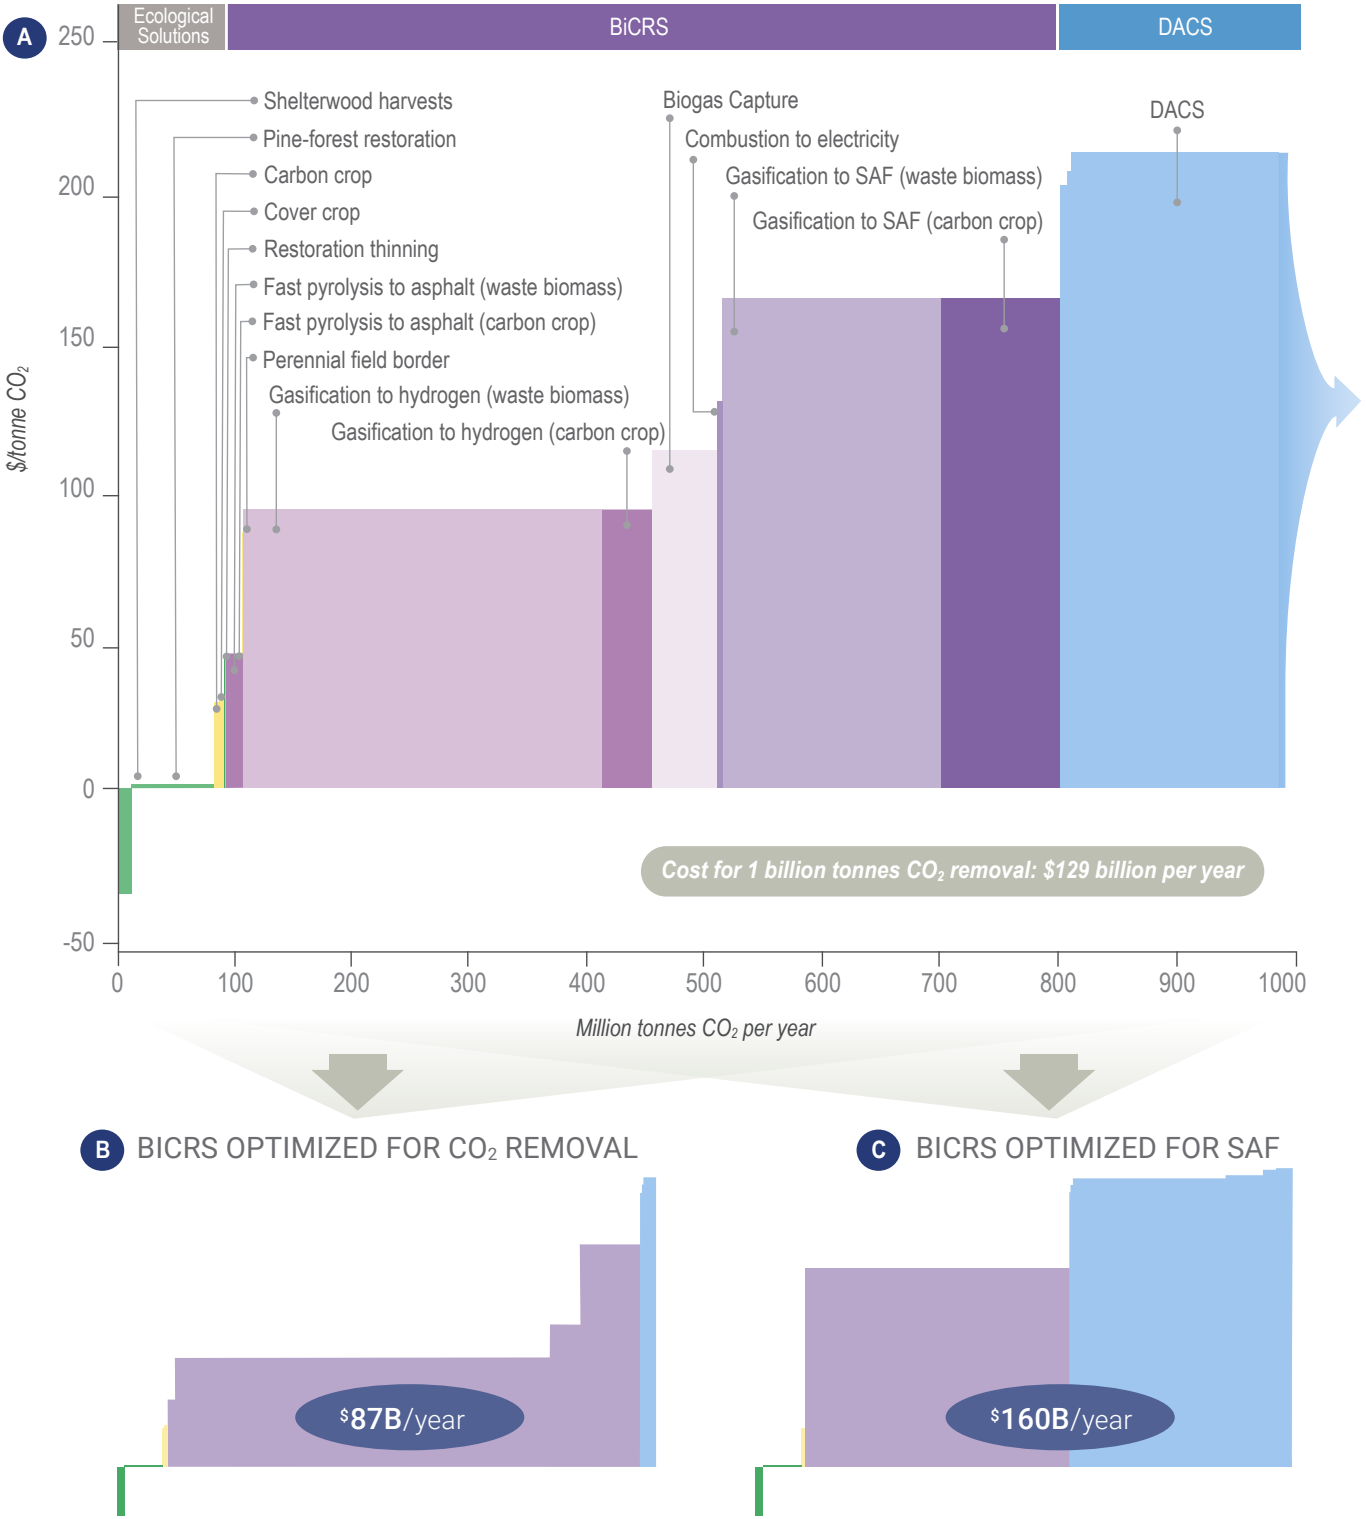 A
Ecological
Solutions
BiCRS
DACS
250
200
150
100
50
0
-50
$/tonne CO₂
Shelterwood harvests
Pine-forest restoration
Carbon crop
Cover crop
Restoration thinning
Fast pyrolysis to asphalt (waste biomass)
Fast pyrolysis to asphalt (carbon crop)
Perennial field border
Gasification to hydrogen (waste biomass)
Gasification to hydrogen (carbon crop)
Biogas Capture
Combustion to electricity
Gasification to SAF (waste biomass)
Gasification to SAF (carbon crop)
DACS
Cost for 1 billion tonnes CO₂ removal: $129 billion per year
0 100 200 300 400 500 600 700 800 900 1000
Million tonnes CO₂ per year
B BICRS OPTIMIZED FOR CO₂ REMOVAL
$87B/year
C BICRS OPTIMIZED FOR SAF
$160B/year